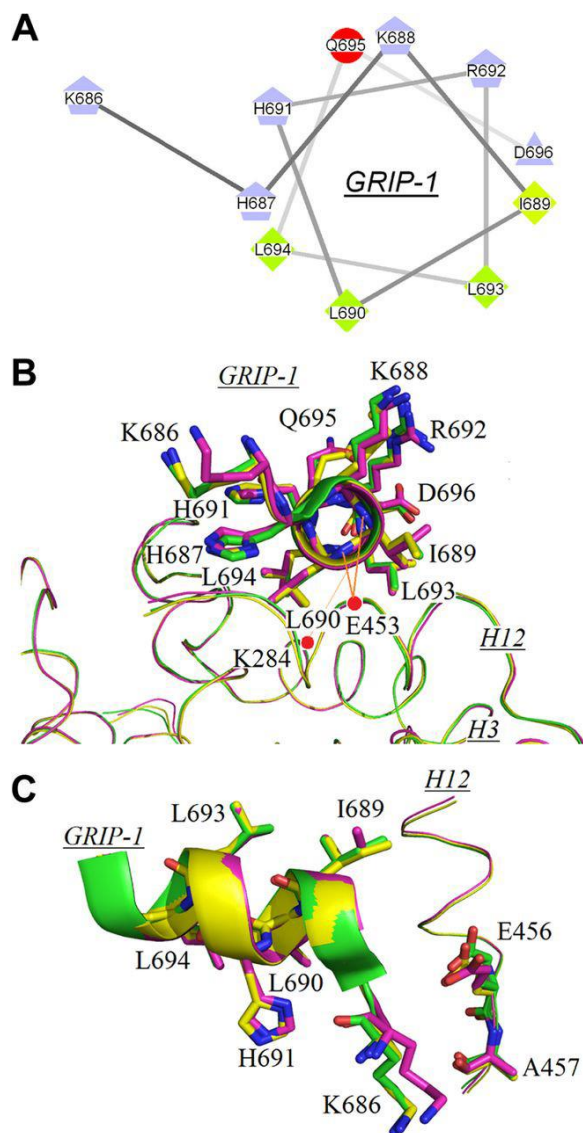 A
Q695
K688
R692
K686
H691
D696
GRIP-1
H687
I689
L694
L693
L690
B
GRIP-1
K688
Q695
R692
K686
D696
H691
H687
I689
L694
L693
L690
E453
H12
K284
H3
C
H12
L693
I689
GRIP-1
E456
L694
L690
H691
A457
K686